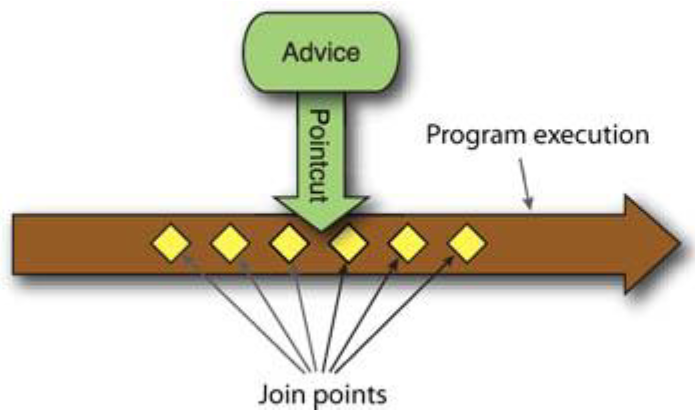 Advice
Pointcut
Program execution
Join points